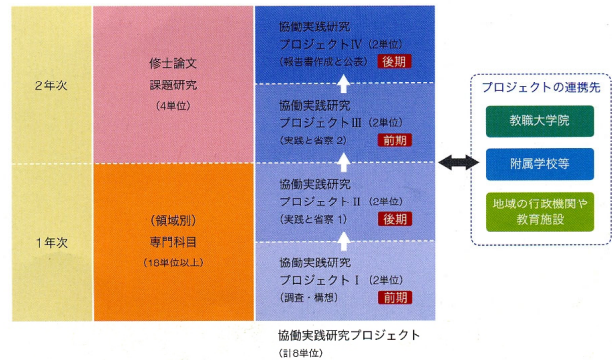 2年次
修士論文
課題研究
(4単位)
協働実践研究
プロジェクトⅣ (2単位)
(報告書作成と公表) 後期
協働実践研究
プロジェクトⅢ (2単位)
(実践と省察 2) 前期
1年次
(領域別)
専門科目
(18単位以上)
協働実践研究
プロジェクトⅡ (2単位)
(実践と省察 1) 後期
協働実践研究
プロジェクトⅠ (2単位)
(調査・構想) 前期
協働実践研究プロジェクト
(計8単位)
プロジェクトの連携先
教職大学院
附属学校等
地域の行政機関や
教育施設